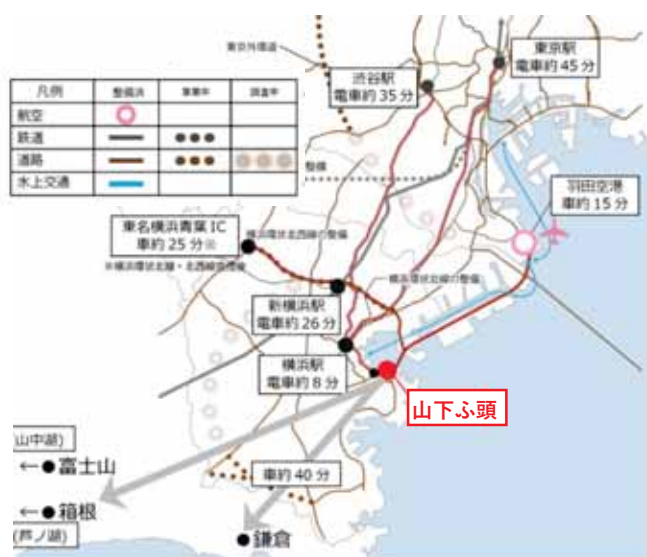 東京外環道
東京駅
電車約 45 分
渋谷駅
電車約 35 分
凡例
整備済
事業中
調査中
航空
鉄道
道路
水上交通
整備
羽田空港
車約 15 分
東名横浜青葉 IC
車約 25 分※
横浜環状北西線の整備
※横浜環状北線・北西線整備後
横浜環状北線の整備
新横浜駅
電車約 26 分
横浜駅
電車約 8 分
山下ふ頭
(山中湖)
←●富士山
車約 40 分
←●箱根
(芦ノ湖)
●鎌倉